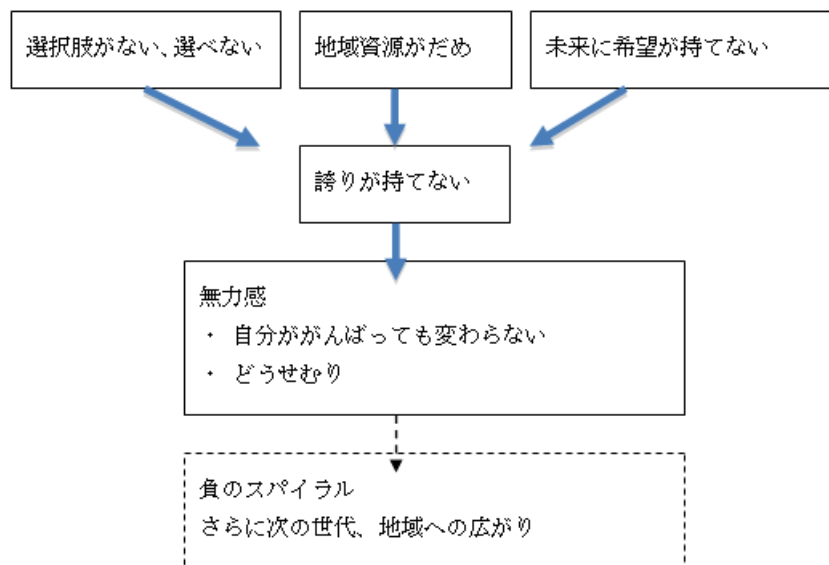 選択肢がない、選べない
地域資源がだめ
未来に希望が持てない
誇りが持てない
無力感
・ 自分ががんばっても変わらない
・ どうせむり
負のスパイラル
さらに次の世代、地域への広がり